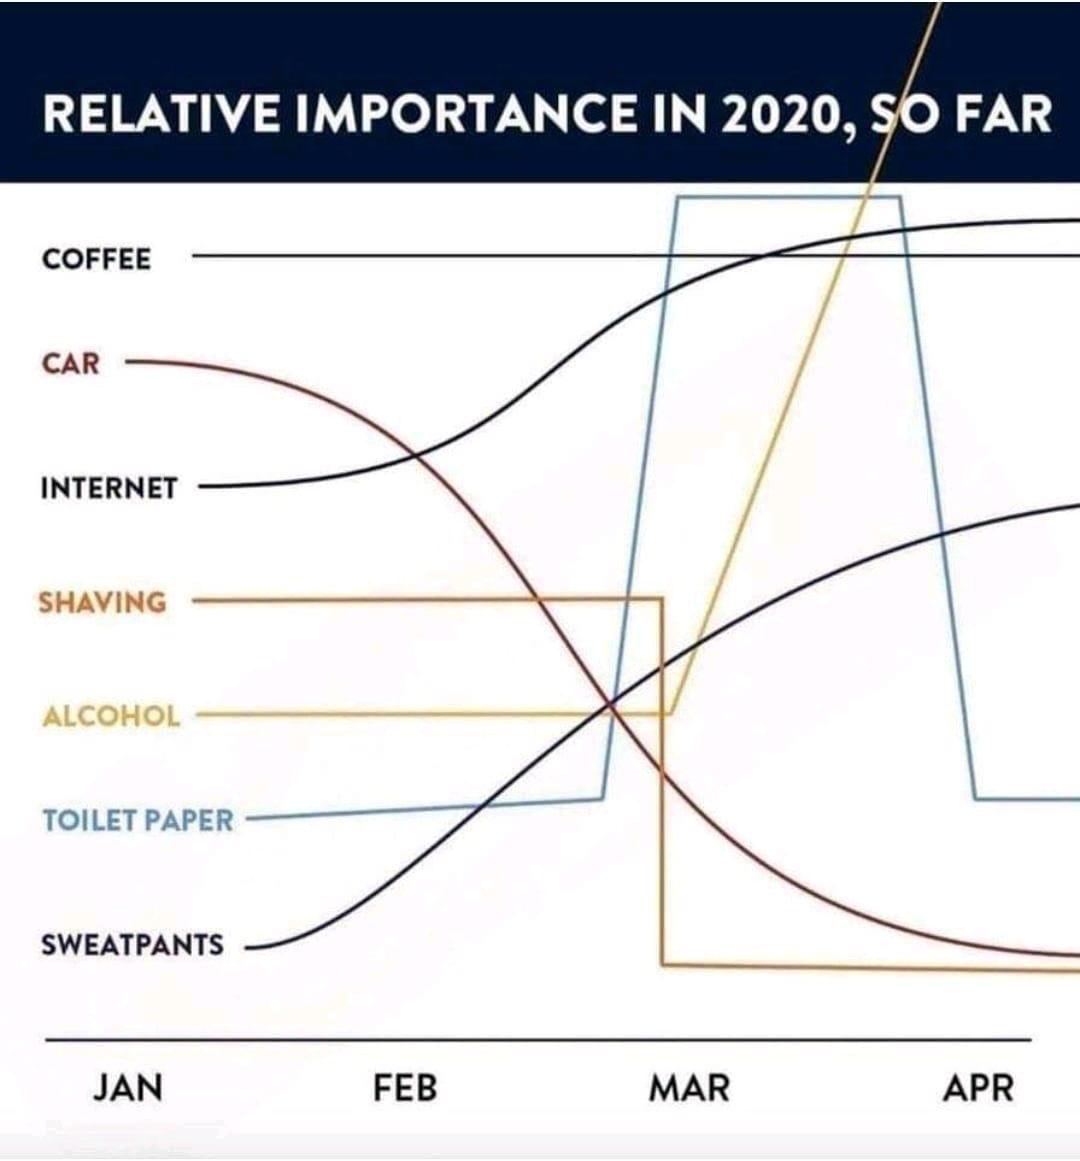 RELATIVE IMPORTANCE IN 2020, SO FAR
COFFEE
CAR
INTERNET
SHAVING
ALCOHOL
TOILET PAPER
SWEATPANTS
JAN FEB MAR APR